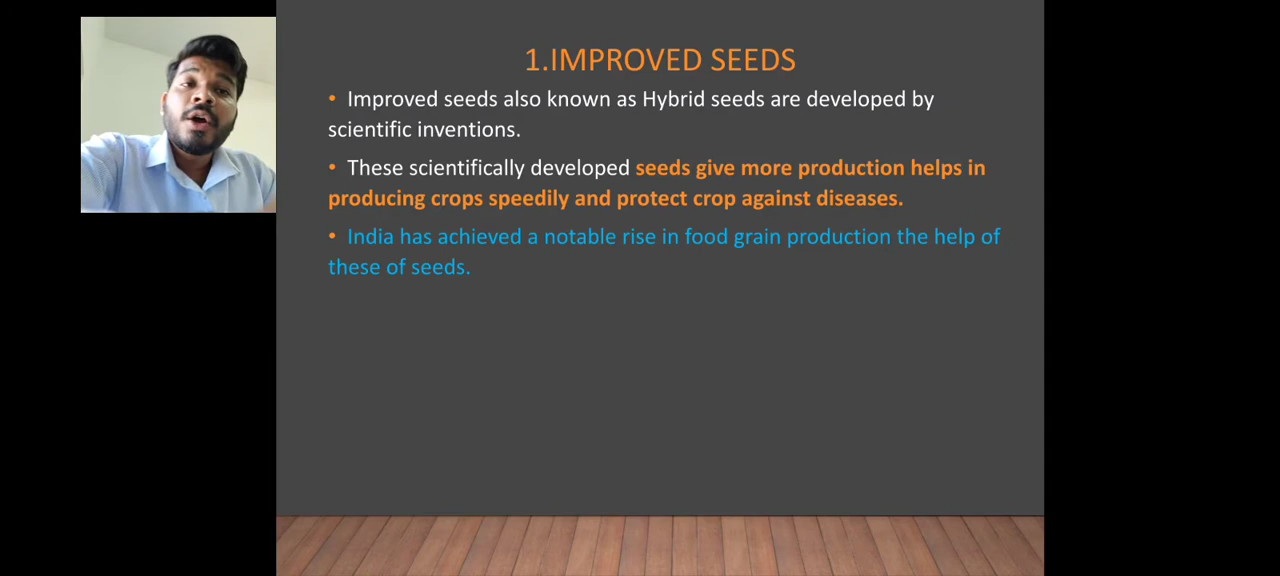 1.IMPROVED SEEDS
• Improved seeds also known as Hybrid seeds are developed by
scientific inventions.
• These scientifically developed seeds give more production helps in
producing crops speedily and protect crop against diseases.
• India has achieved a notable rise in food grain production the help of
these of seeds.